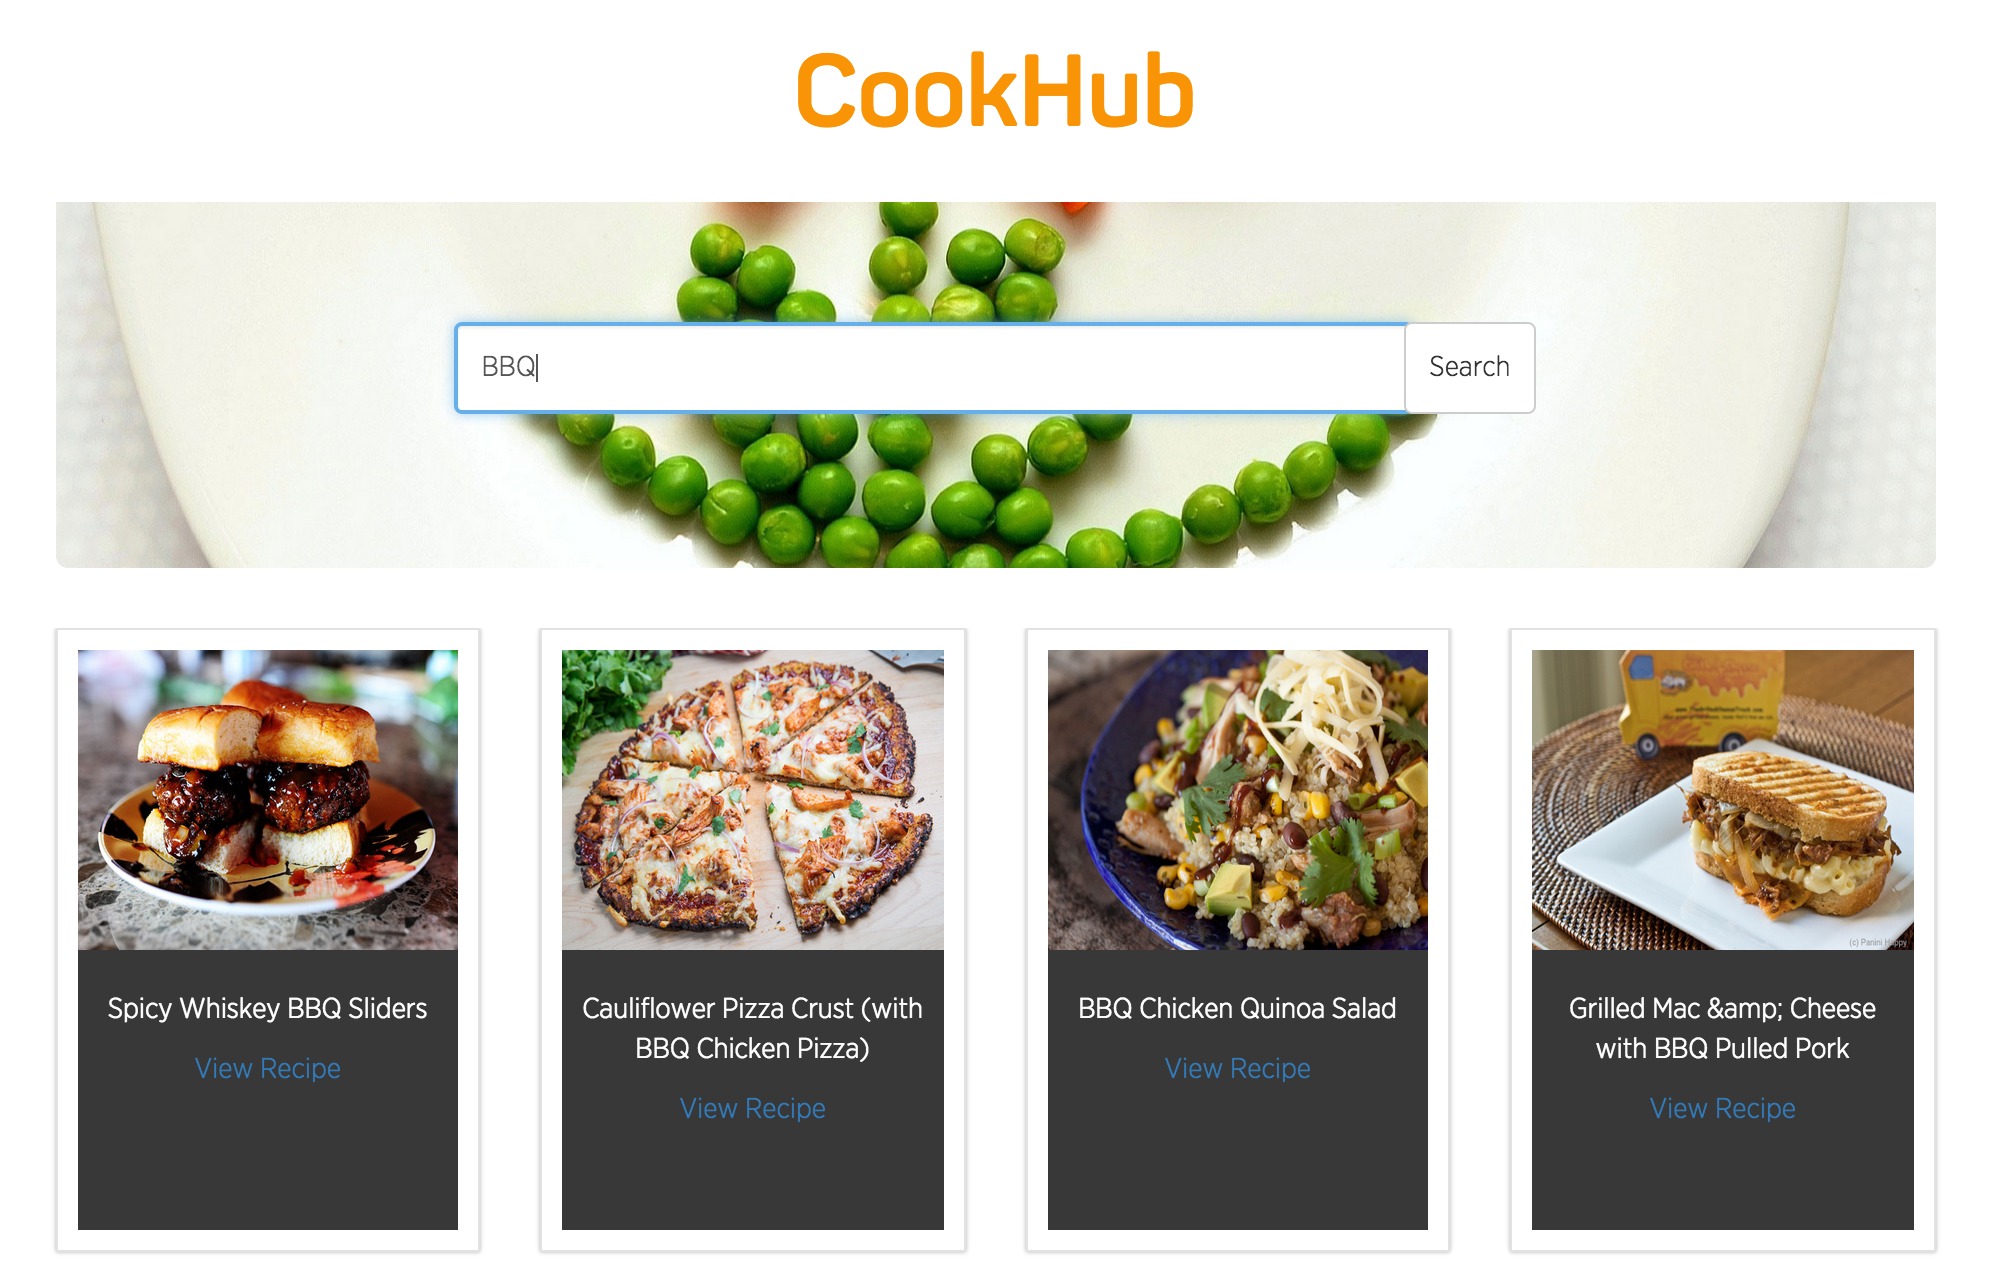 CookHub
BBQ
Search
Spicy Whiskey BBQ Sliders
View Recipe
Cauliflower Pizza Crust (with
BBQ Chicken Pizza)
View Recipe
BBQ Chicken Quinoa Salad
View Recipe
(c) Panini Happy
Grilled Mac &amp; Cheese
with BBQ Pulled Pork
View Recipe